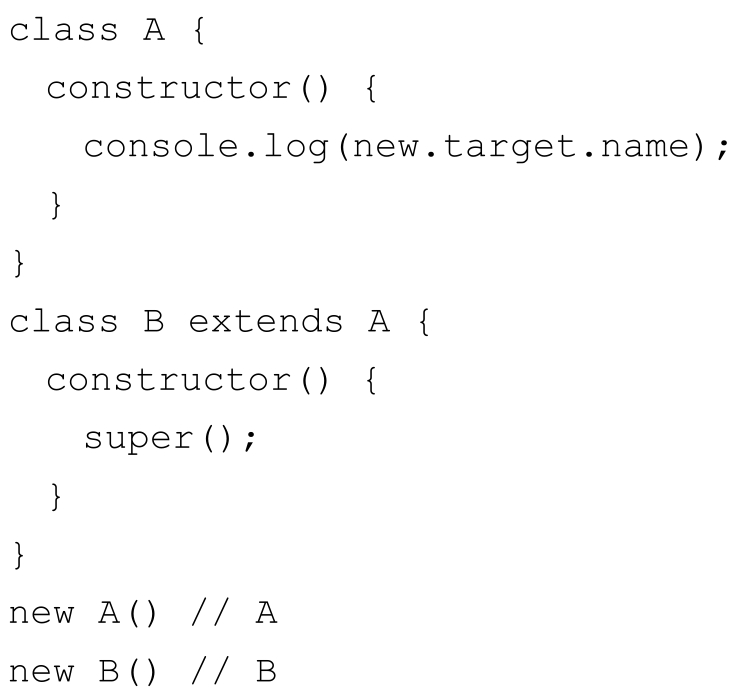 class A {
  constructor() {
    console.log(new.target.name);
  }
}
class B extends A {
  constructor() {
    super();
  }
}
new A() // A
new B() // B